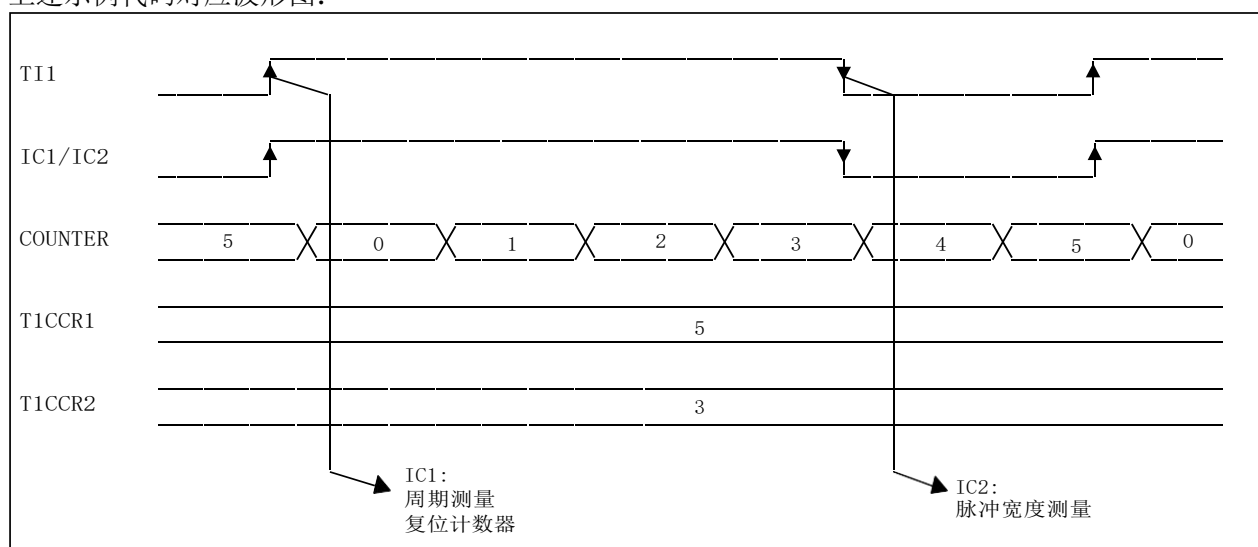 上述示例代码对应波形图:
TI1
IC1/IC2
COUNTER 5 0 1 2 3 4 5 0
T1CCR1 5
T1CCR2 3
IC1:
周期测量
复位计数器
IC2:
脉冲宽度测量